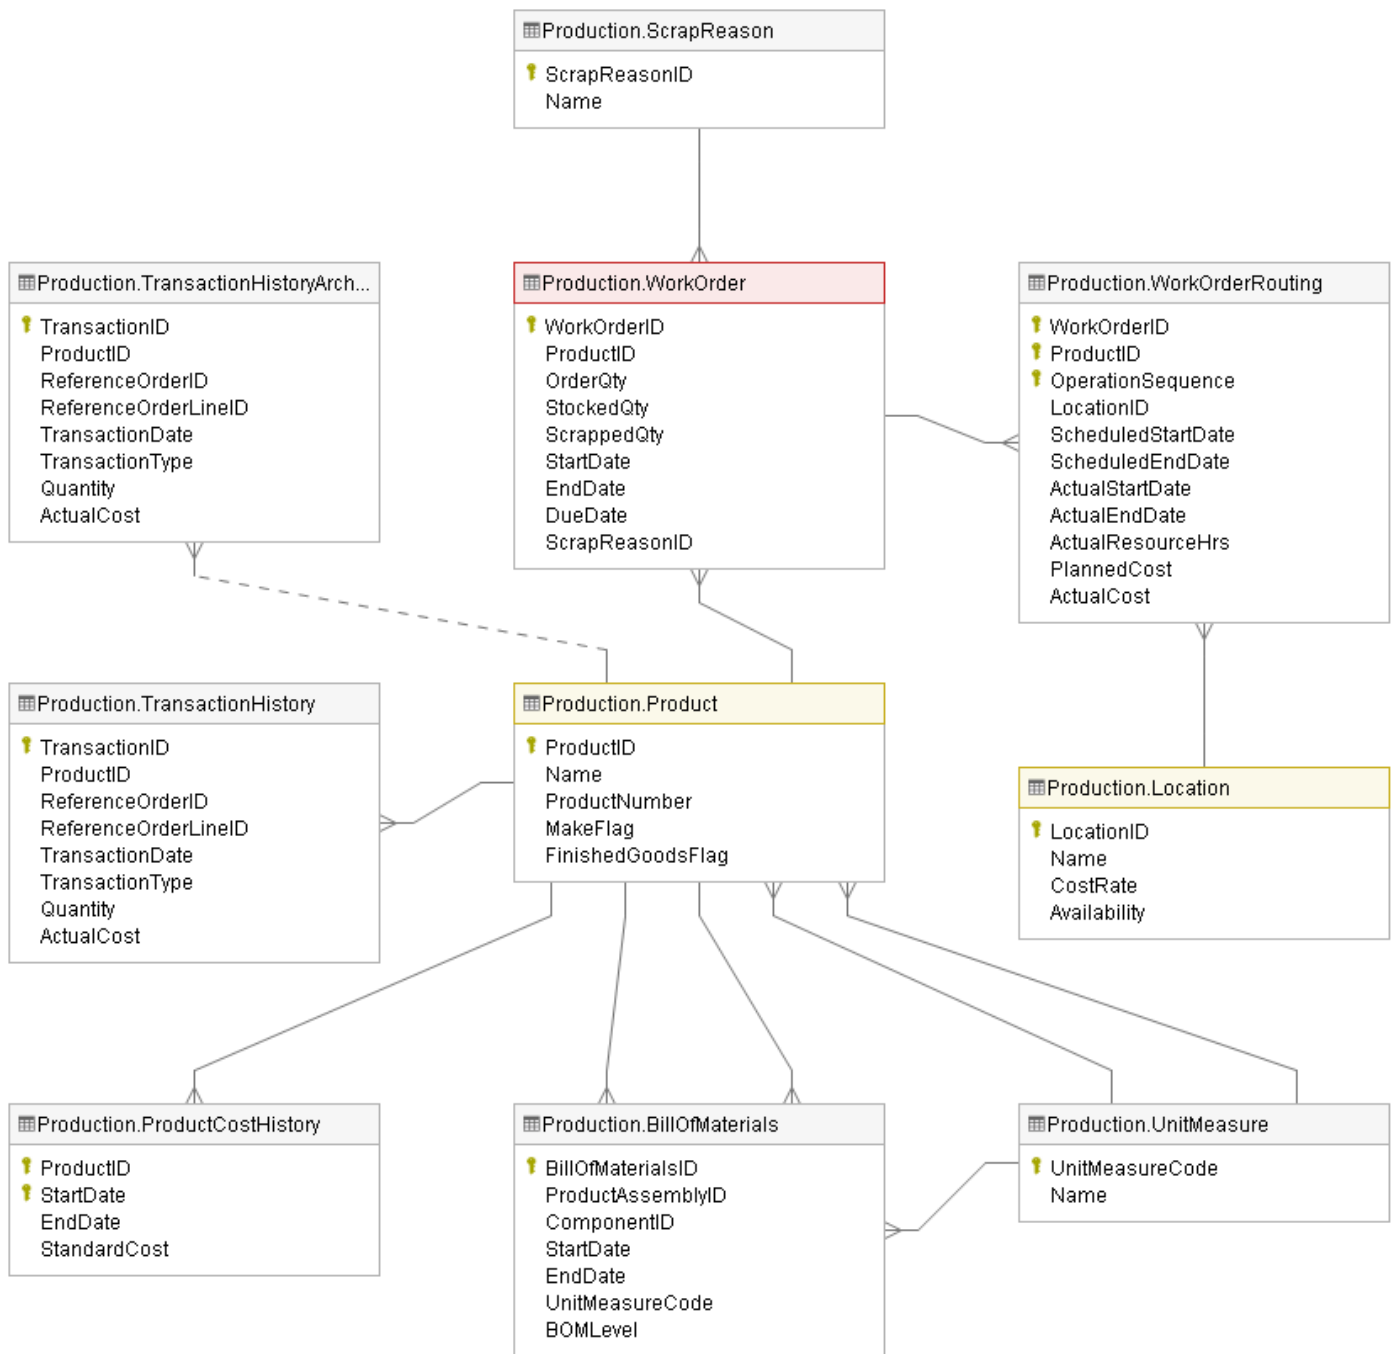 Production.ScrapReason
ScrapReasonID
Name
Production.TransactionHistoryArch...
TransactionID
ProductID
ReferenceOrderID
ReferenceOrderLineID
TransactionDate
TransactionType
Quantity
ActualCost
Production.WorkOrder
WorkOrderID
ProductID
OrderQty
StockedQty
ScrappedQty
StartDate
EndDate
DueDate
ScrapReasonID
Production.WorkOrderRouting
WorkOrderID
ProductID
OperationSequence
LocationID
ScheduledStartDate
ScheduledEndDate
ActualStartDate
ActualEndDate
ActualResourceHrs
PlannedCost
ActualCost
Production.TransactionHistory
TransactionID
ProductID
ReferenceOrderID
ReferenceOrderLineID
TransactionDate
TransactionType
Quantity
ActualCost
Production.Product
ProductID
Name
ProductNumber
MakeFlag
FinishedGoodsFlag
Production.Location
LocationID
Name
CostRate
Availability
Production.ProductCostHistory
ProductID
StartDate
EndDate
StandardCost
Production.BillOfMaterials
BillOfMaterialsID
ProductAssemblyID
ComponentID
StartDate
EndDate
UnitMeasureCode
BOMLevel
Production.UnitMeasure
UnitMeasureCode
Name